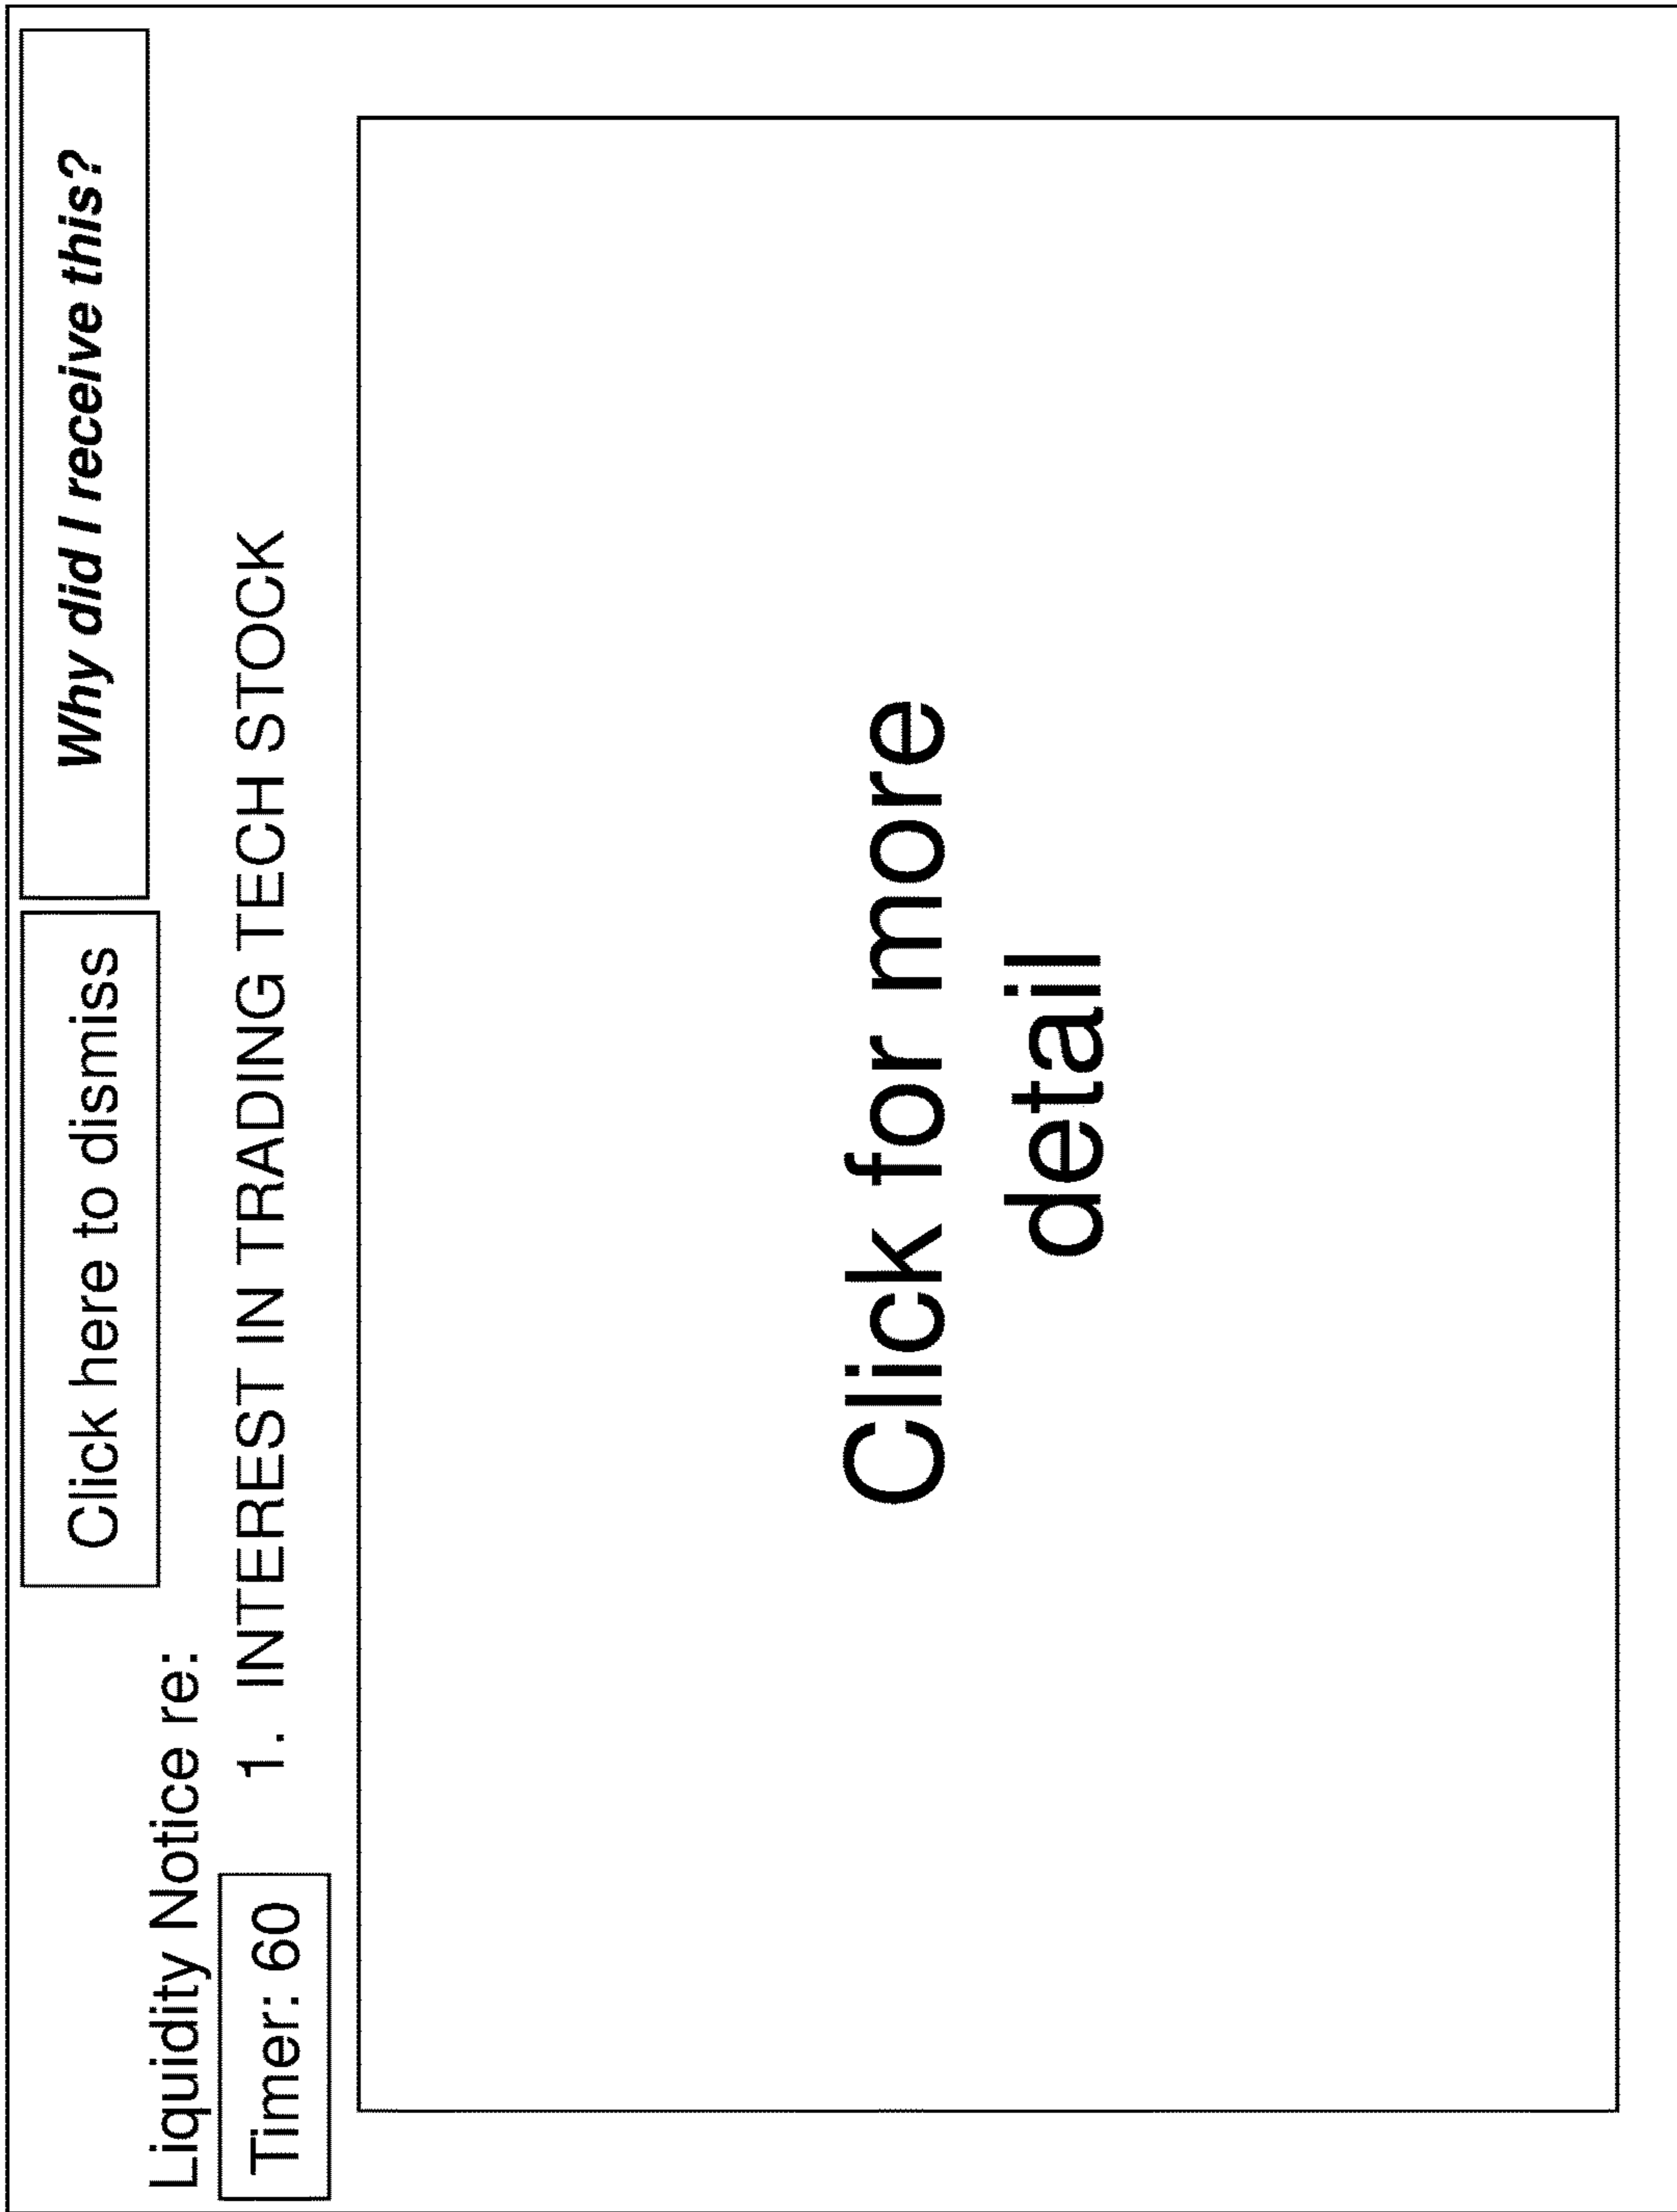 Click here to dismiss
Why did I receive this?
Liquidity Notice re:
Timer: 60
1. INTEREST IN TRADING TECH STOCK
Click for more
detail